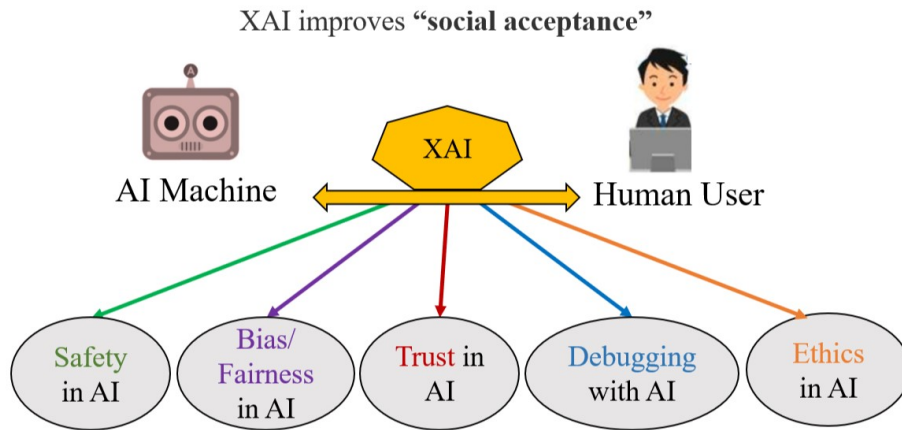 XAI improves “social acceptance”
A
XAI
AI Machine
Human User
Safety
in AI
Bias/
Fairness
in AI
Trust in
AI
Debugging
with AI
Ethics
in AI